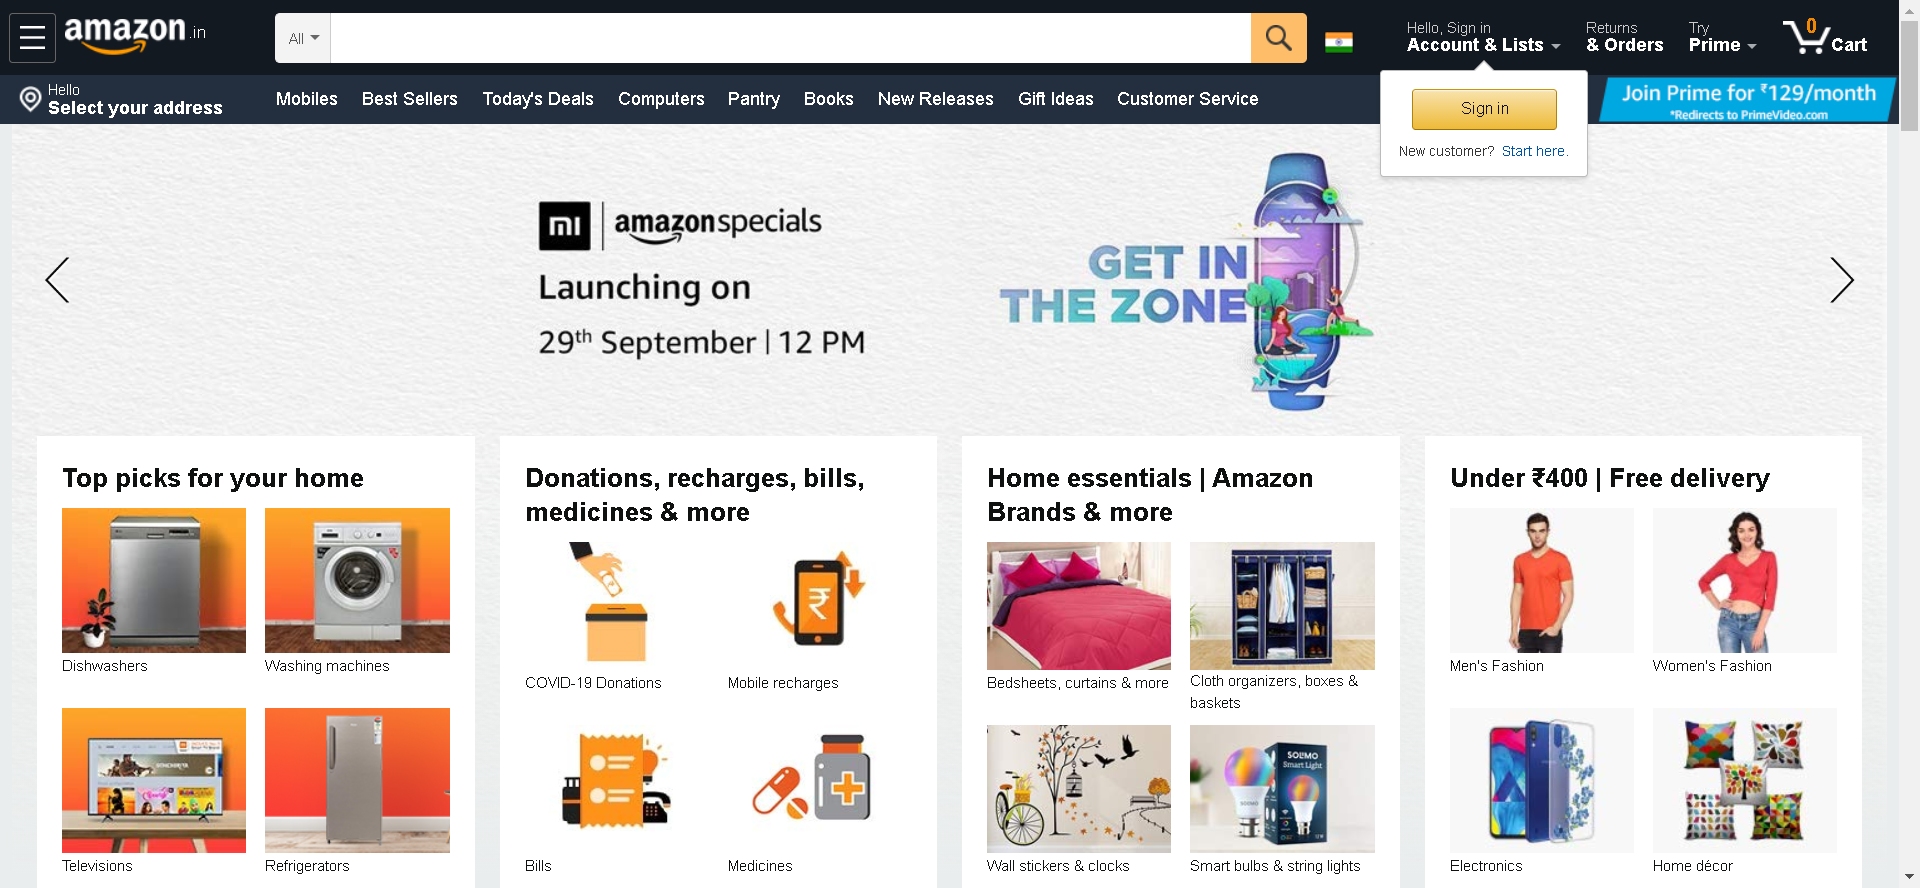 amazon.in
All
Hello, Sign in
Account & Lists
Returns
& Orders
Try
Prime
0
Cart
Hello
Select your address
Mobiles
Best Sellers
Today's Deals
Computers
Pantry
Books
New Releases
Gift Ideas
Customer Service
Join Prime for ₹129/month
*Redirects to PrimeVideo.com
Sign in
New customer? Start here.
mi | amazonspecials
Launching on
29th September | 12 PM
GET IN
THE ZONE
Top picks for your home
Dishwashers
Washing machines
Televisions
Refrigerators
Donations, recharges, bills,
medicines & more
COVID-19 Donations
Mobile recharges
Bills
Medicines
Home essentials | Amazon
Brands & more
Bedsheets, curtains & more
Cloth organizers, boxes &
baskets
SOLIMO
Smart Light
Wall stickers & clocks
Smart bulbs & string lights
Under ₹400 | Free delivery
Men's Fashion
Women's Fashion
Electronics
Home décor